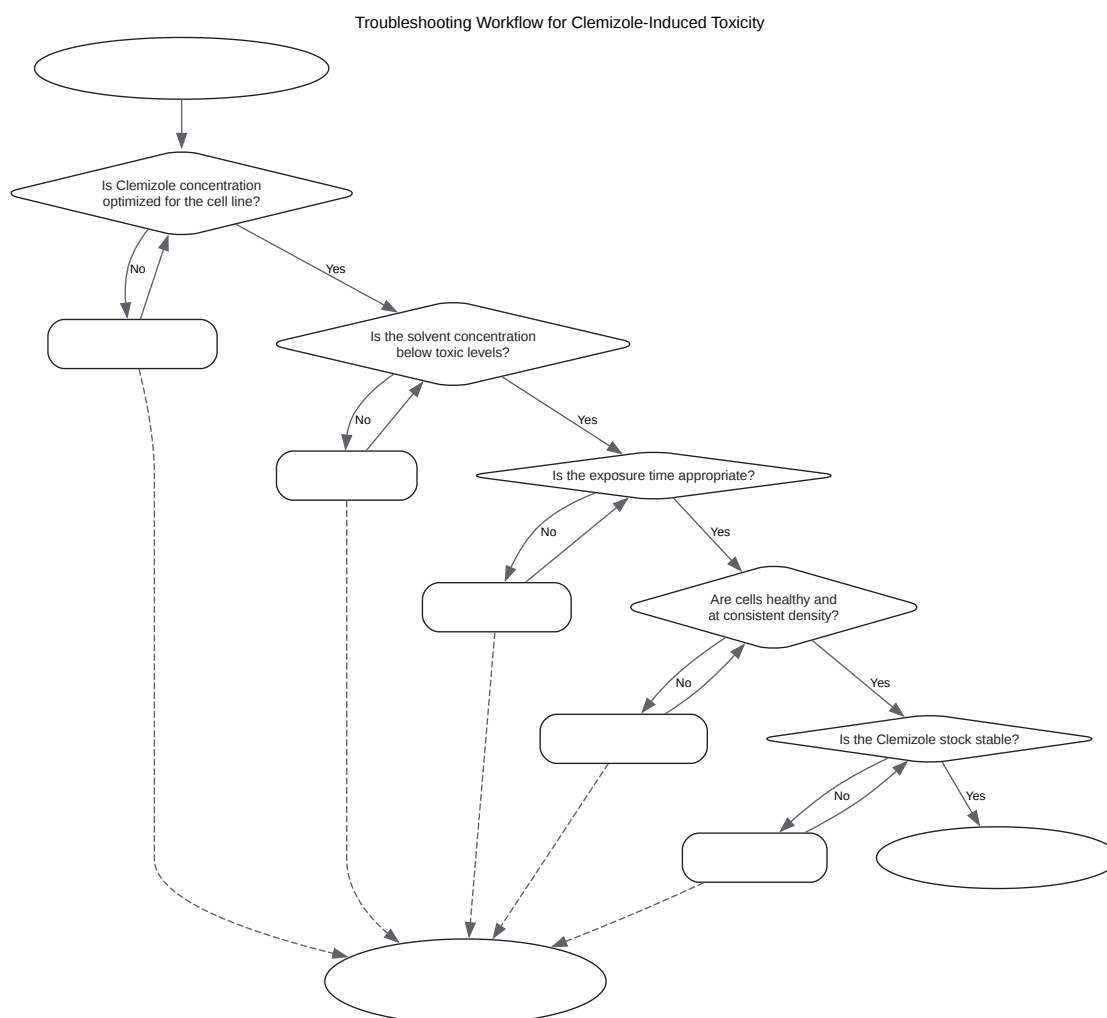 Troubleshooting Workflow for Clemizole-Induced Toxicity
Is Clemizole concentration
optimized for the cell line?
No
Yes
Is the solvent concentration
below toxic levels?
No
Yes
Is the exposure time appropriate?
No
Yes
Are cells healthy and
at consistent density?
No
Yes
Is the Clemizole stock stable?
No
Yes